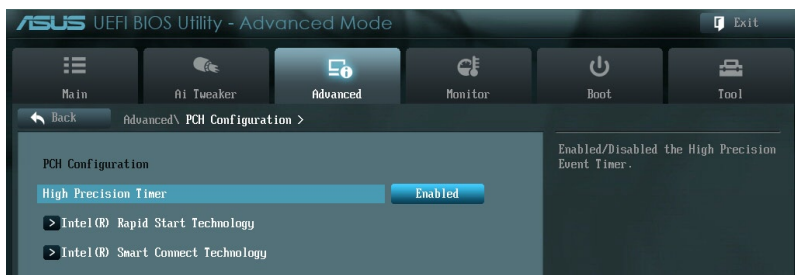 ASUS UEFI BIOS Utility - Advanced Mode
Exit
Main
Ai Tweaker
Advanced
Monitor
Boot
Tool
Back
Advanced\ PCH Configuration >
PCH Configuration
High Precision Timer
Enabled
> Intel(R) Rapid Start Technology
> Intel(R) Smart Connect Technology
Enabled/Disabled the High Precision
Event Timer.